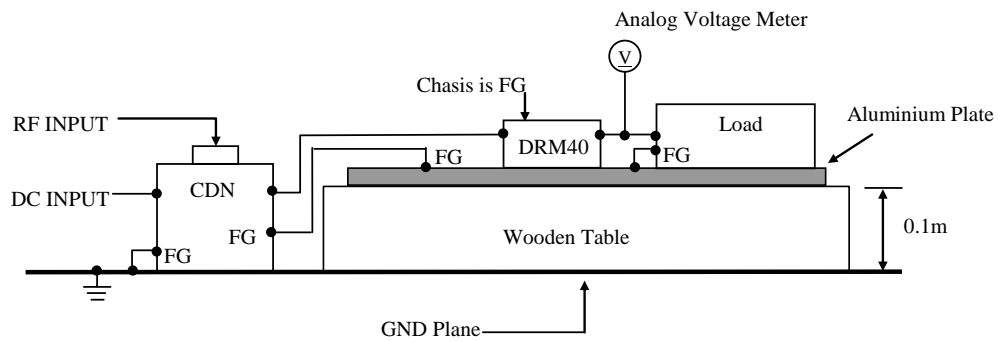 Analog Voltage Meter
V
Chasis is FG
RF INPUT
Aluminium Plate
Load
DRM40
FG
FG
CDN
DC INPUT
FG
FG
Wooden Table
0.1m
GND Plane